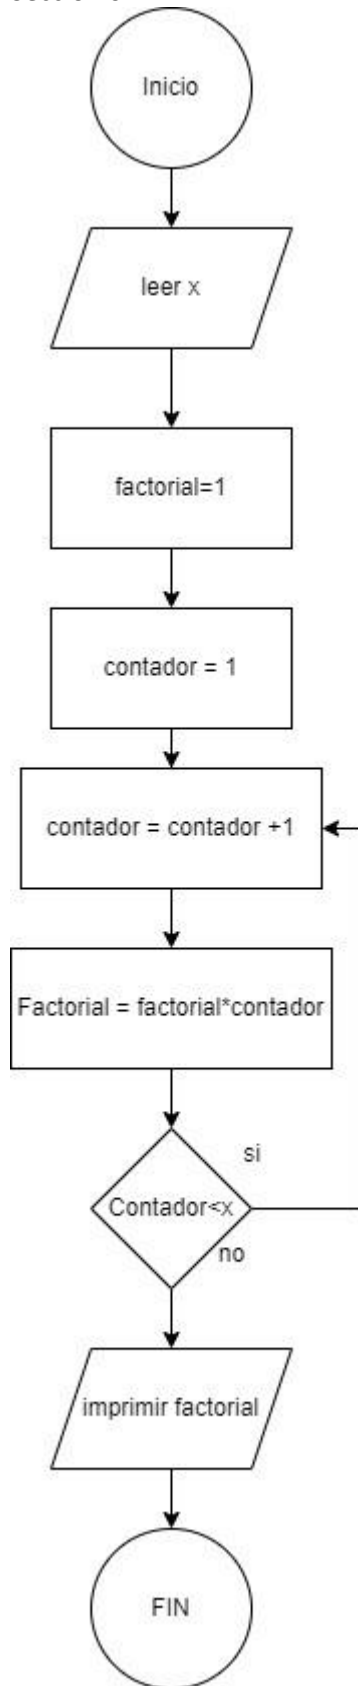 Inicio
leer x
factorial=1
contador = 1
contador = contador +1
Factorial = factorial*contador
si
Contador<x
no
imprimir factorial
FIN